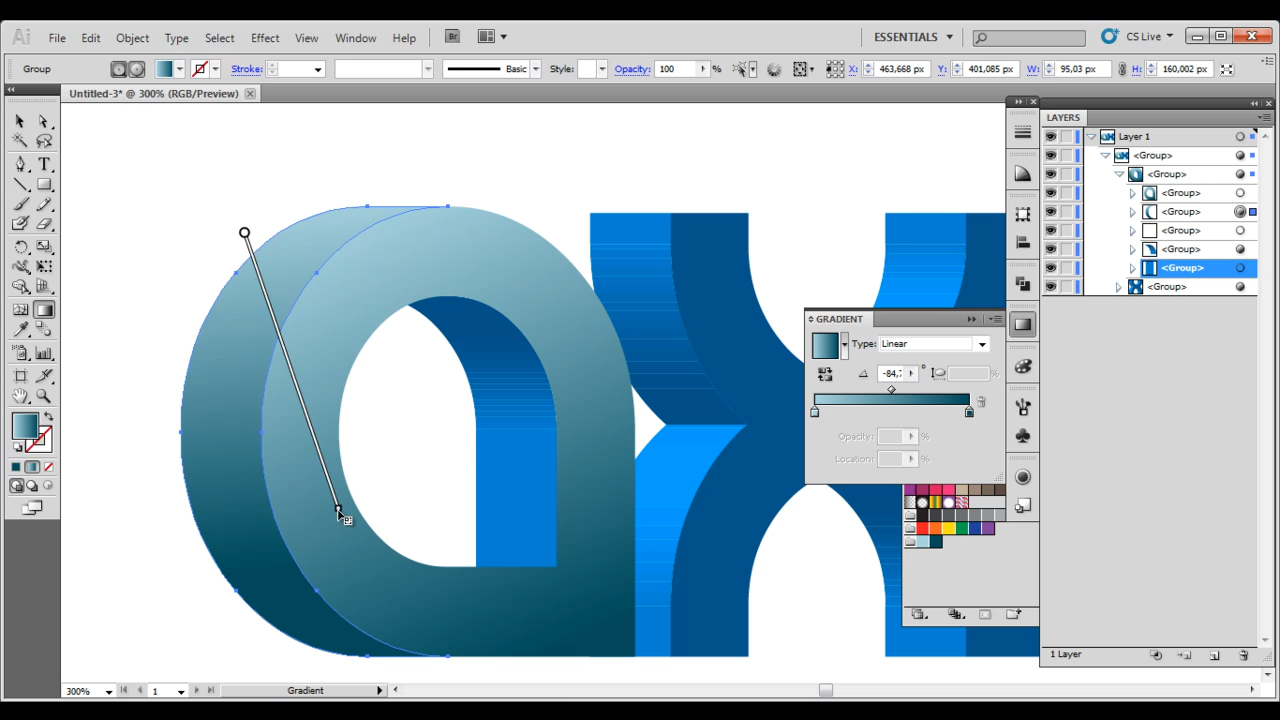 Ai File Edit Object Type Select Effect View Window Help Br ESSENTIALS CS Live
Group Stroke: Basic Style: Opacity: 100 % X: 463,668 px Y: 401,085 px W: 95,03 px H: 160,002 px
Untitled-3* @ 300% (RGB/Preview)
LAYERS
Layer 1
<Group>
<Group>
<Group>
<Group>
<Group>
<Group>
<Group>
<Group>
GRADIENT
Type: Linear
-84,7 ° %
Opacity: %
Location: %
1 Layer
300% 1 Gradient